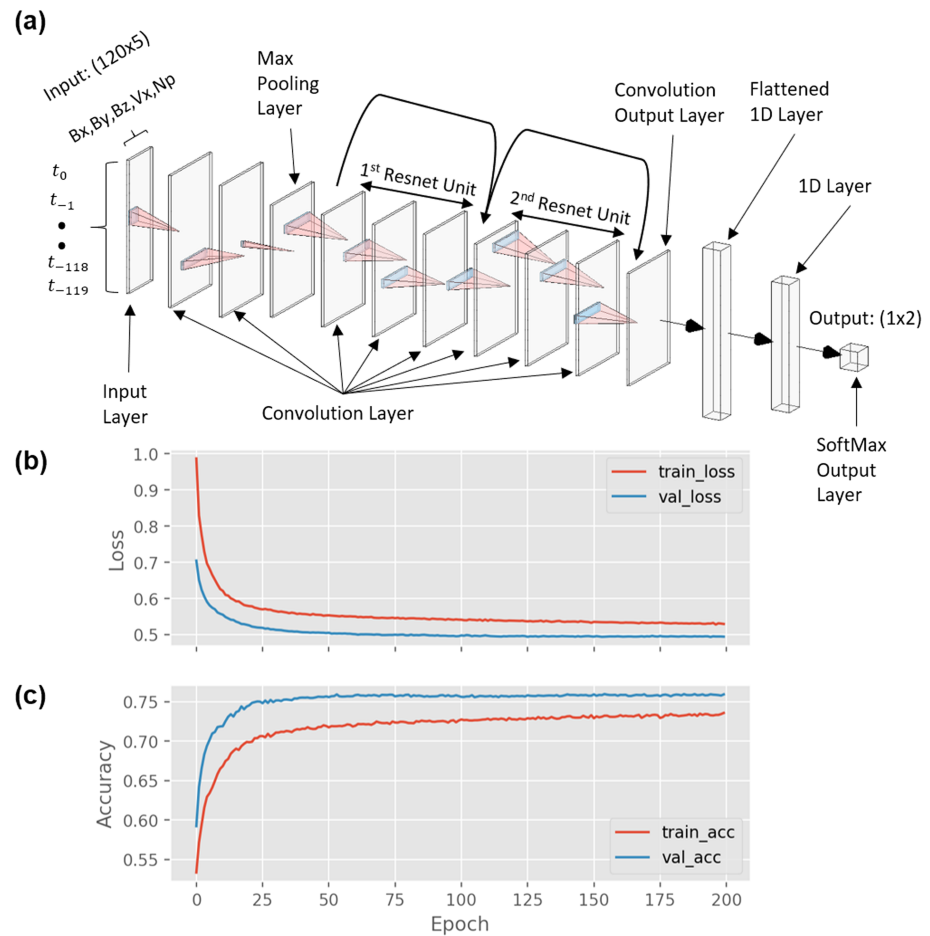 (a)
Input: (120x5)
Bx,By,Bz,Vx,Np
t₀
t₋₁
t₋₁₁₈
t₋₁₁₉
Input
Layer
Max
Pooling
Layer
1st Resnet Unit
2nd Resnet Unit
Convolution Layer
Convolution
Output Layer
Flattened
1D Layer
1D Layer
Output: (1x2)
SoftMax
Output
Layer
(b)
Loss
1.0
0.9
0.8
0.7
0.6
0.5
train_loss
val_loss
(c)
Accuracy
0.75
0.70
0.65
0.60
0.55
train_acc
val_acc
0 25 50 75 100 125 150 175 200
Epoch